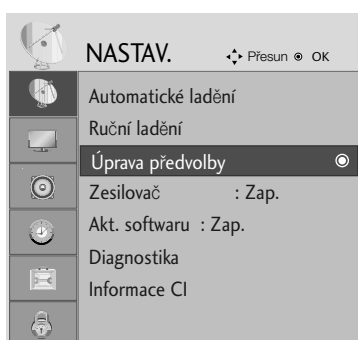 NASTAV. Přesun OK
Automatické ladění
Ruční ladění
Úprava předvolby
Zesilovač : Zap.
Akt. softwaru : Zap.
Diagnostika
Informace CI